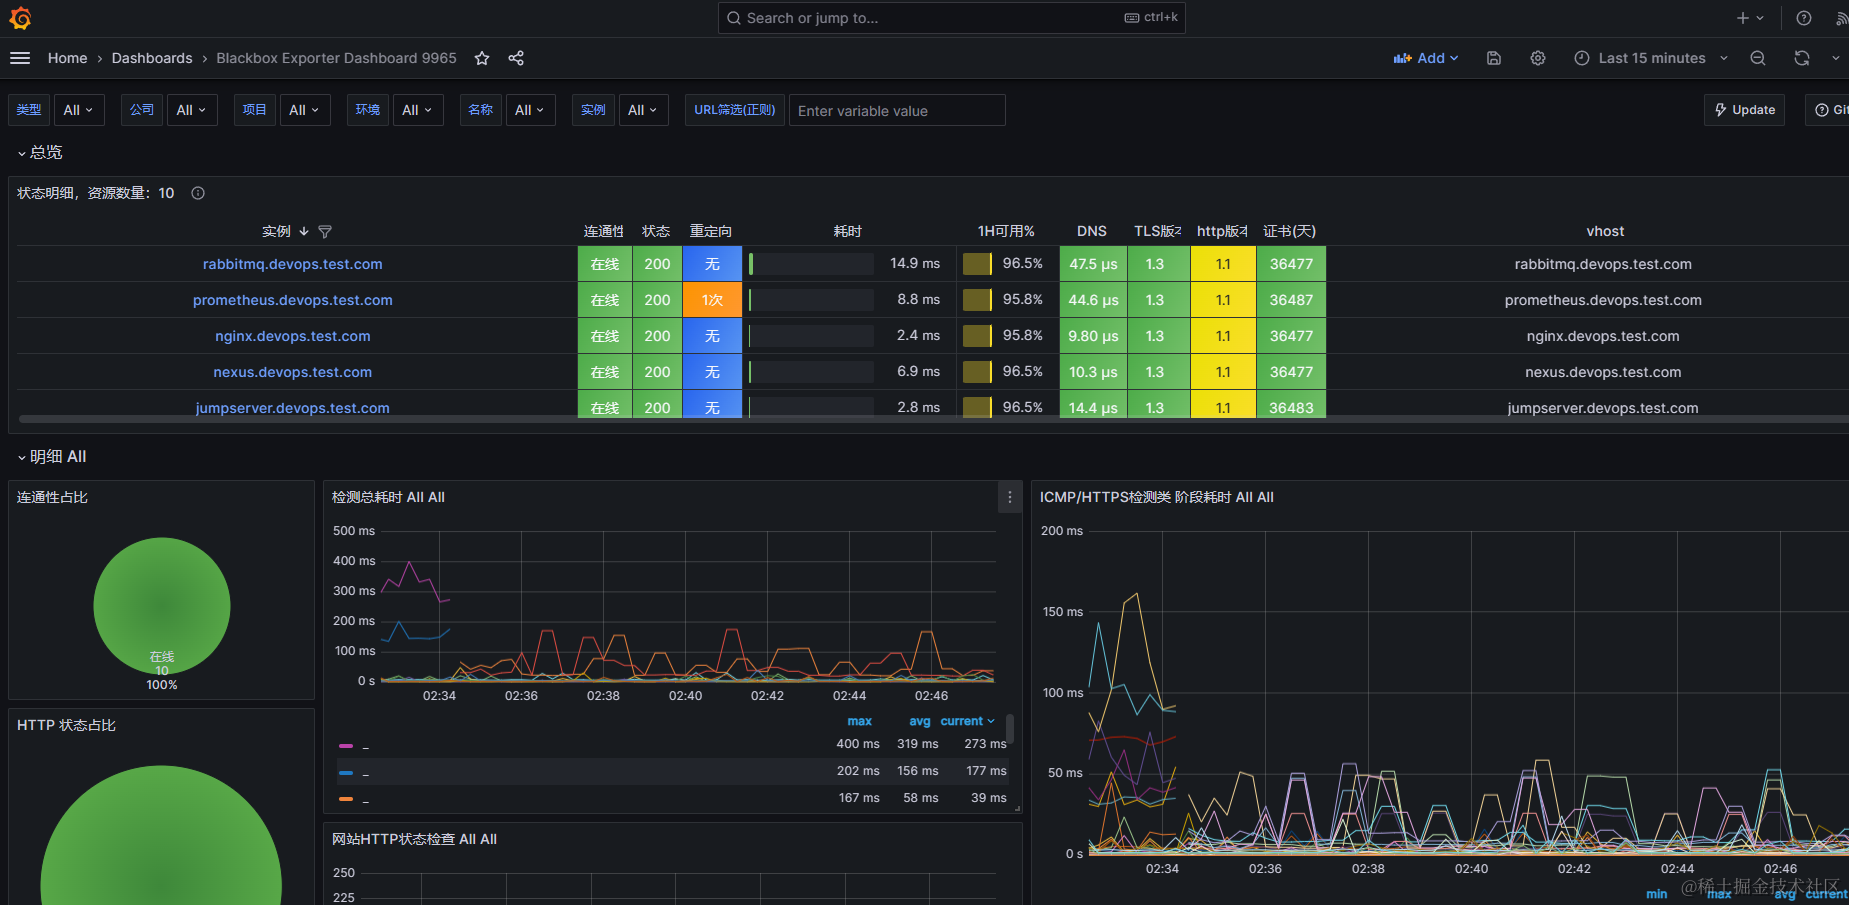 Search or jump to... ctrl+k
Home › Dashboards › Blackbox Exporter Dashboard 9965 Add Last 15 minutes
类型 All 公司 All 项目 All 环境 All 名称 All 实例 All URL筛选(正则) Enter variable value Update Git
总览
状态明细，资源数量：10
实例 连通性 状态 重定向 耗时 1H可用% DNS TLS版本 http版本 证书(天) vhost
rabbitmq.devops.test.com 在线 200 无 14.9 ms 96.5% 47.5 µs 1.3 1.1 36477 rabbitmq.devops.test.com
prometheus.devops.test.com 在线 200 1次 8.8 ms 95.8% 44.6 µs 1.3 1.1 36487 prometheus.devops.test.com
nginx.devops.test.com 在线 200 无 2.4 ms 95.8% 9.80 µs 1.3 1.1 36477 nginx.devops.test.com
nexus.devops.test.com 在线 200 无 6.9 ms 96.5% 10.3 µs 1.3 1.1 36477 nexus.devops.test.com
jumpserver.devops.test.com 在线 200 无 2.8 ms 96.5% 14.4 µs 1.3 1.1 36483 jumpserver.devops.test.com
明细 All
连通性占比
在线
10
100%
HTTP 状态占比
检测总耗时 All All
500 ms
400 ms
300 ms
200 ms
100 ms
0 s
02:34 02:36 02:38 02:40 02:42 02:44 02:46
max avg current
_ 400 ms 319 ms 273 ms
_ 202 ms 156 ms 177 ms
_ 167 ms 58 ms 39 ms
网站HTTP状态检查 All All
250
225
ICMP/HTTPS检测类 阶段耗时 All All
200 ms
150 ms
100 ms
50 ms
0 s
02:34 02:36 02:38 02:40 02:42 02:44 02:46
min max avg current
@稀土掘金技术社区